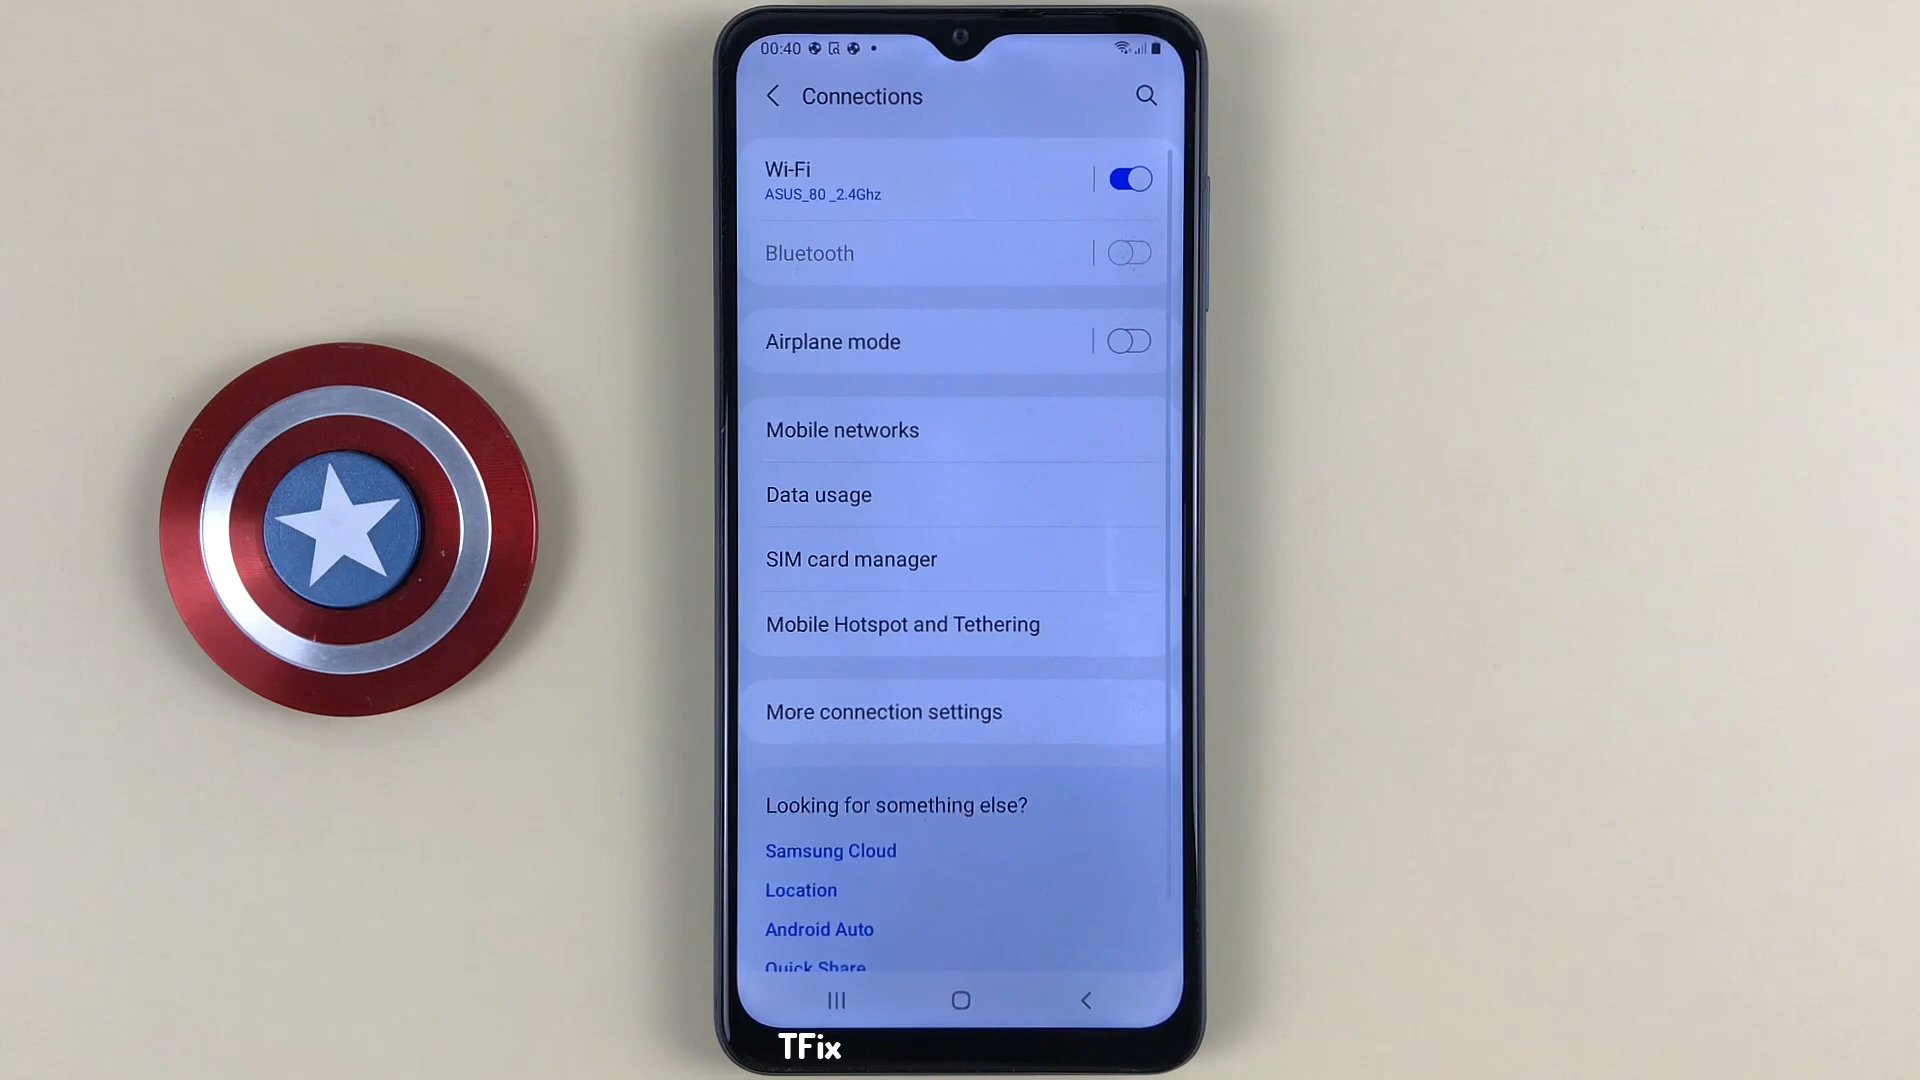 00:40
Connections
Wi-Fi
ASUS_80 _2.4Ghz
Bluetooth
Airplane mode
Mobile networks
Data usage
SIM card manager
Mobile Hotspot and Tethering
More connection settings
Looking for something else?
Samsung Cloud
Location
Android Auto
Quick Share
TFix